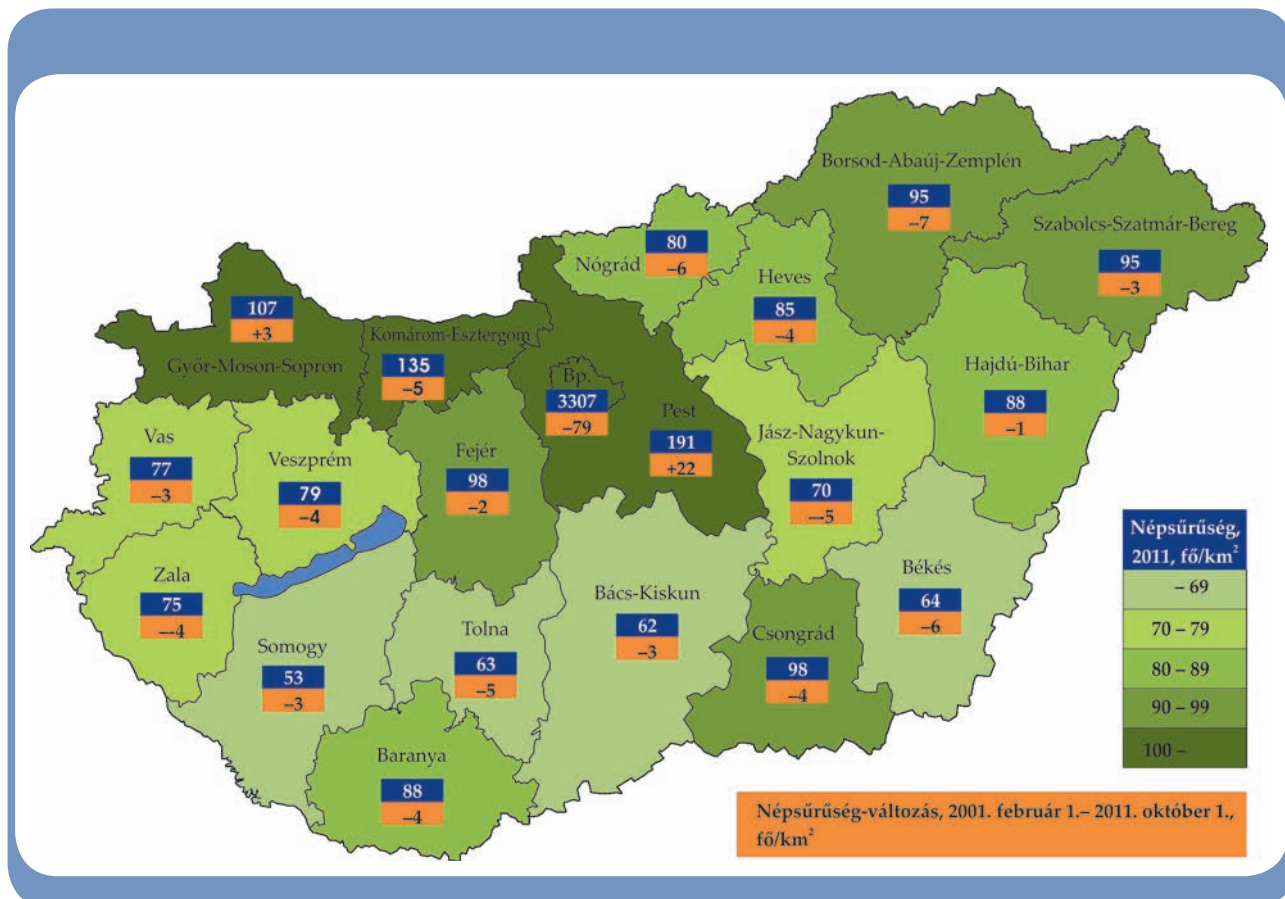 Borsod-Abaúj-Zemplén
95
–7
Szabolcs-Szatmár-Bereg
95
–3
Nógrád
80
–6
Heves
85
–4
Hajdú-Bihar
88
–1
107
+3
Győr-Moson-Sopron
Komárom-Esztergom
135
–5
Bp.
3307
–79
Pest
191
+22
Jász-Nagykun-
Szolnok
70
–-5
Vas
77
–3
Veszprém
79
–4
Fejér
98
–2
Zala
75
–-4
Somogy
53
–3
Tolna
63
–5
Bács-Kiskun
62
–3
Csongrád
98
–4
Békés
64
–6
Baranya
88
–4
Népsűrűség,
2011, fő/km²
– 69
70 – 79
80 – 89
90 – 99
100 –
Népsűrűség-változás, 2001. február 1.– 2011. október 1.,
fő/km²